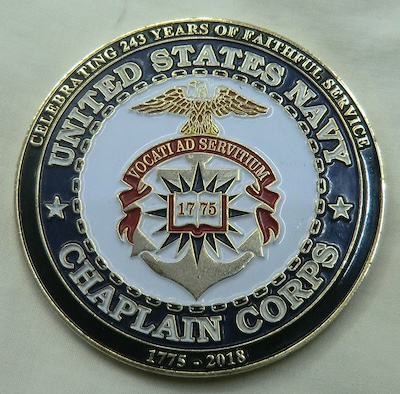 CELEBRATING 243 YEARS OF FAITHFUL SERVICE
UNITED STATES NAVY
VOCATI AD SERVITIUM
1775
CHAPLAIN CORPS
1775 - 2018